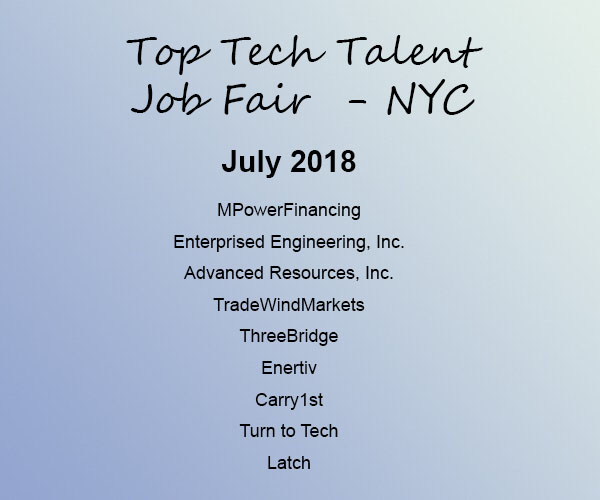 Top Tech Talent
Job Fair - NYC
July 2018
MPowerFinancing
Enterprised Engineering, Inc.
Advanced Resources, Inc.
TradeWindMarkets
ThreeBridge
Enertiv
Carry1st
Turn to Tech
Latch